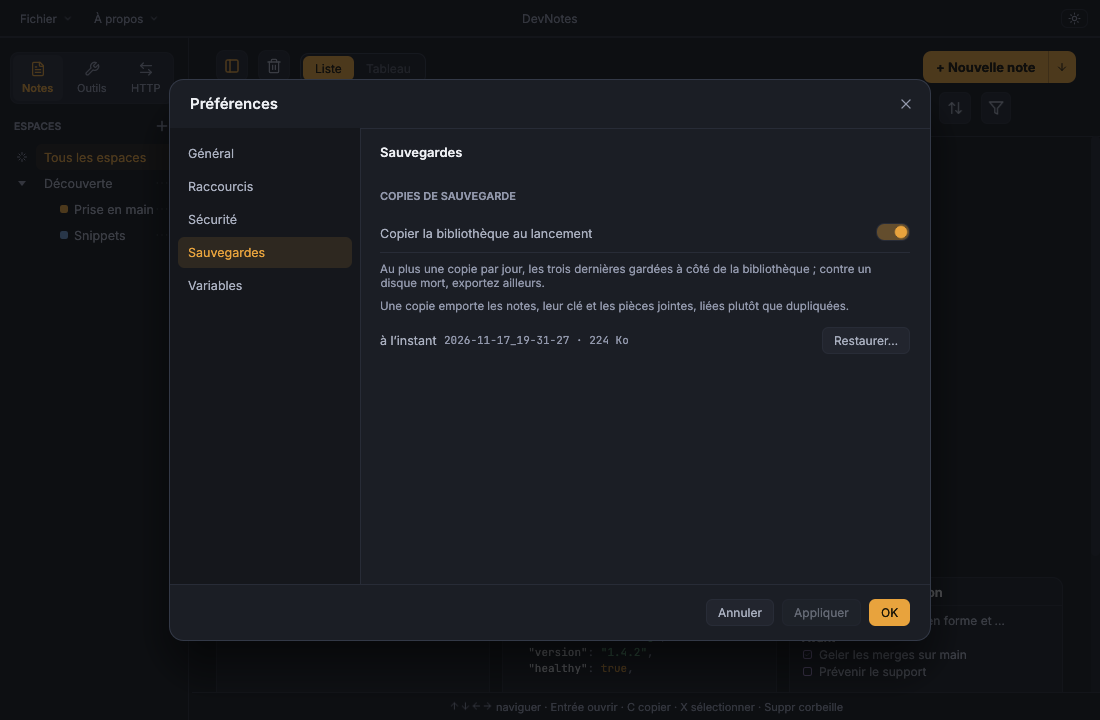 Fichier
À propos
DevNotes
Notes
Outils
HTTP
Liste
Tableau
+ Nouvelle note
ESPACES
Tous les espaces
Découverte
Prise en main
Snippets
Préférences
Général
Raccourcis
Sécurité
Sauvegardes
Variables
Sauvegardes
COPIES DE SAUVEGARDE
Copier la bibliothèque au lancement
Au plus une copie par jour, les trois dernières gardées à côté de la bibliothèque ; contre un
disque mort, exportez ailleurs.
Une copie emporte les notes, leur clé et les pièces jointes, liées plutôt que dupliquées.
à l'instant 2026-11-17_19-31-27 · 224 Ko
Restaurer...
Annuler
Appliquer
OK
on
en forme et ...
"version": "1.4.2",
"healthy": true,
Geler les merges sur main
Prévenir le support
↑ ↓ ← → naviguer · Entrée ouvrir · C copier · X sélectionner · Suppr corbeille